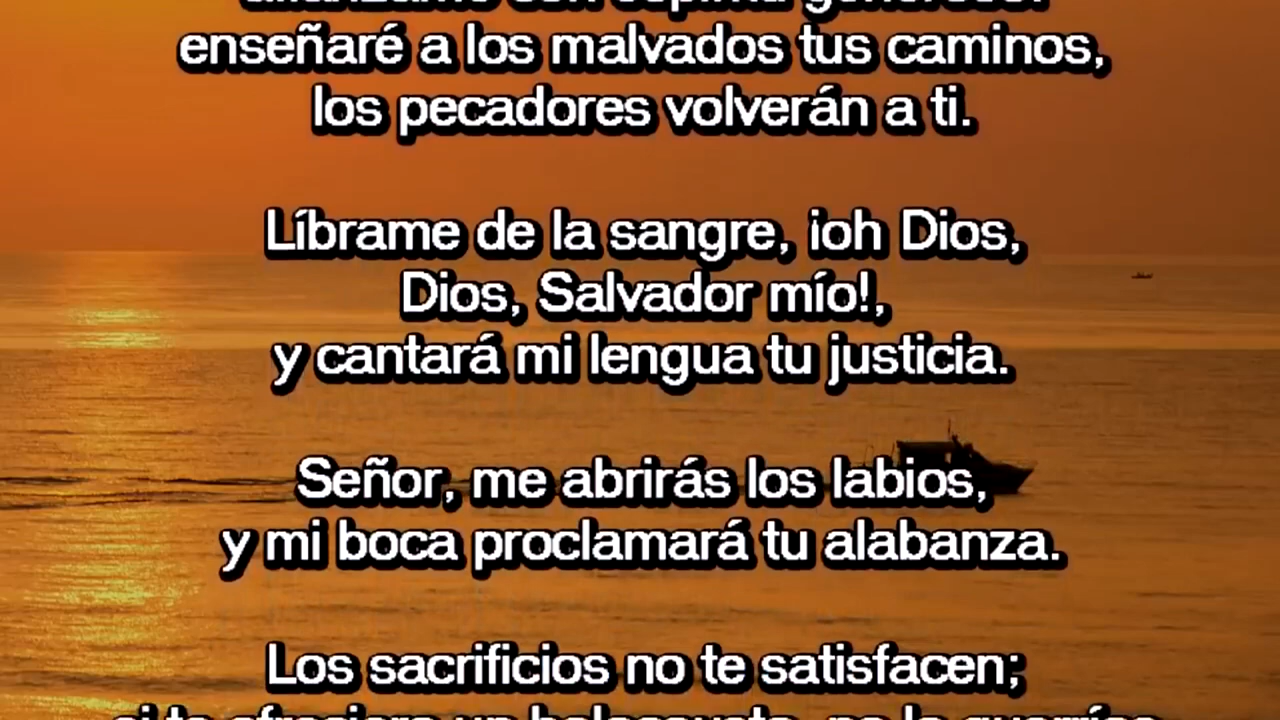 enseñaré a los malvados tus caminos,
los pecadores volverán a ti.
Líbrame de la sangre, ¡oh Dios,
Dios, Salvador mío!,
y cantará mi lengua tu justicia.
Señor, me abrirás los labios,
y mi boca proclamará tu alabanza.
Los sacrificios no te satisfacen;